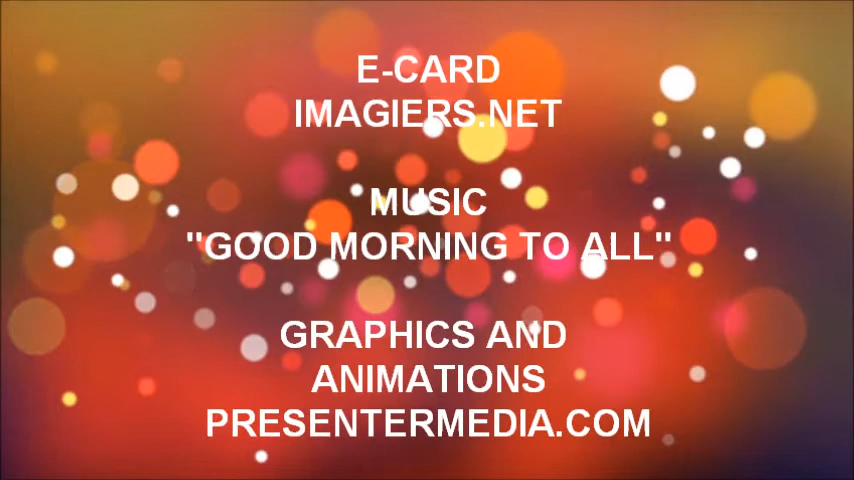 E-CARD
IMAGIERS.NET
MUSIC
"GOOD MORNING TO ALL"
GRAPHICS AND
ANIMATIONS
PRESENTERMEDIA.COM